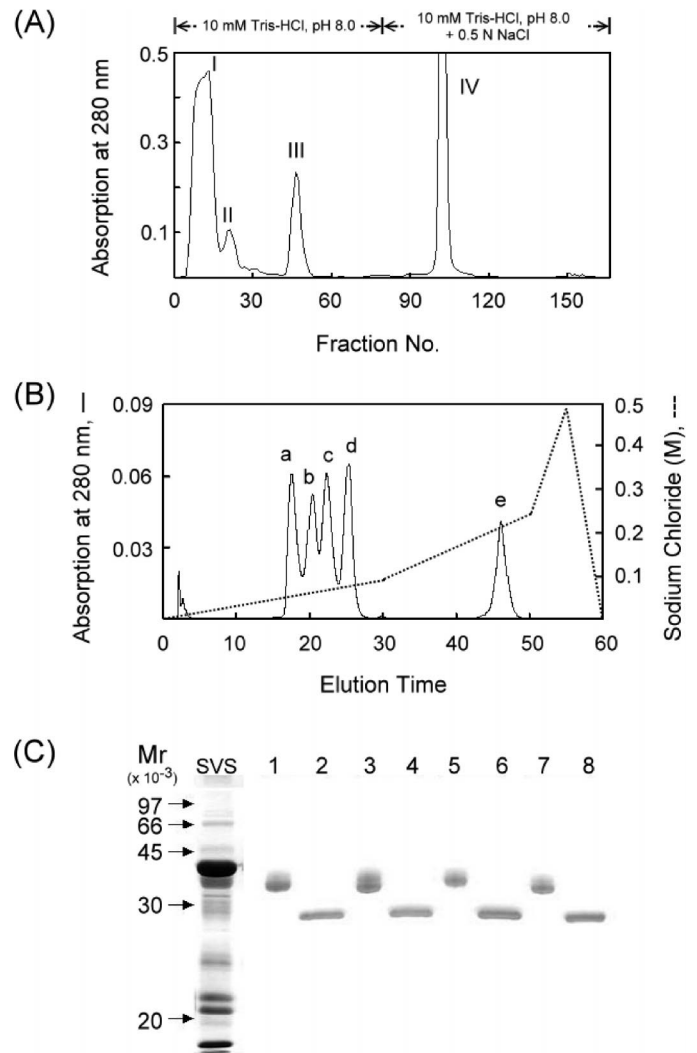 (A)
10 mM Tris-HCl, pH 8.0
10 mM Tris-HCl, pH 8.0
+ 0.5 N NaCl
Absorption at 280 nm
0.5
0.3
0.1
I
II
III
IV
0 30 60 90 120 150
Fraction No.
(B)
Absorption at 280 nm, —
0.09
0.06
0.03
a b c d e
0.5
0.4
0.3
0.2
0.1
Sodium Chloride (M), ---
0 10 20 30 40 50 60
Elution Time
(C)
Mr
(x 10⁻³)
SVS 1 2 3 4 5 6 7 8
97
66
45
30
20